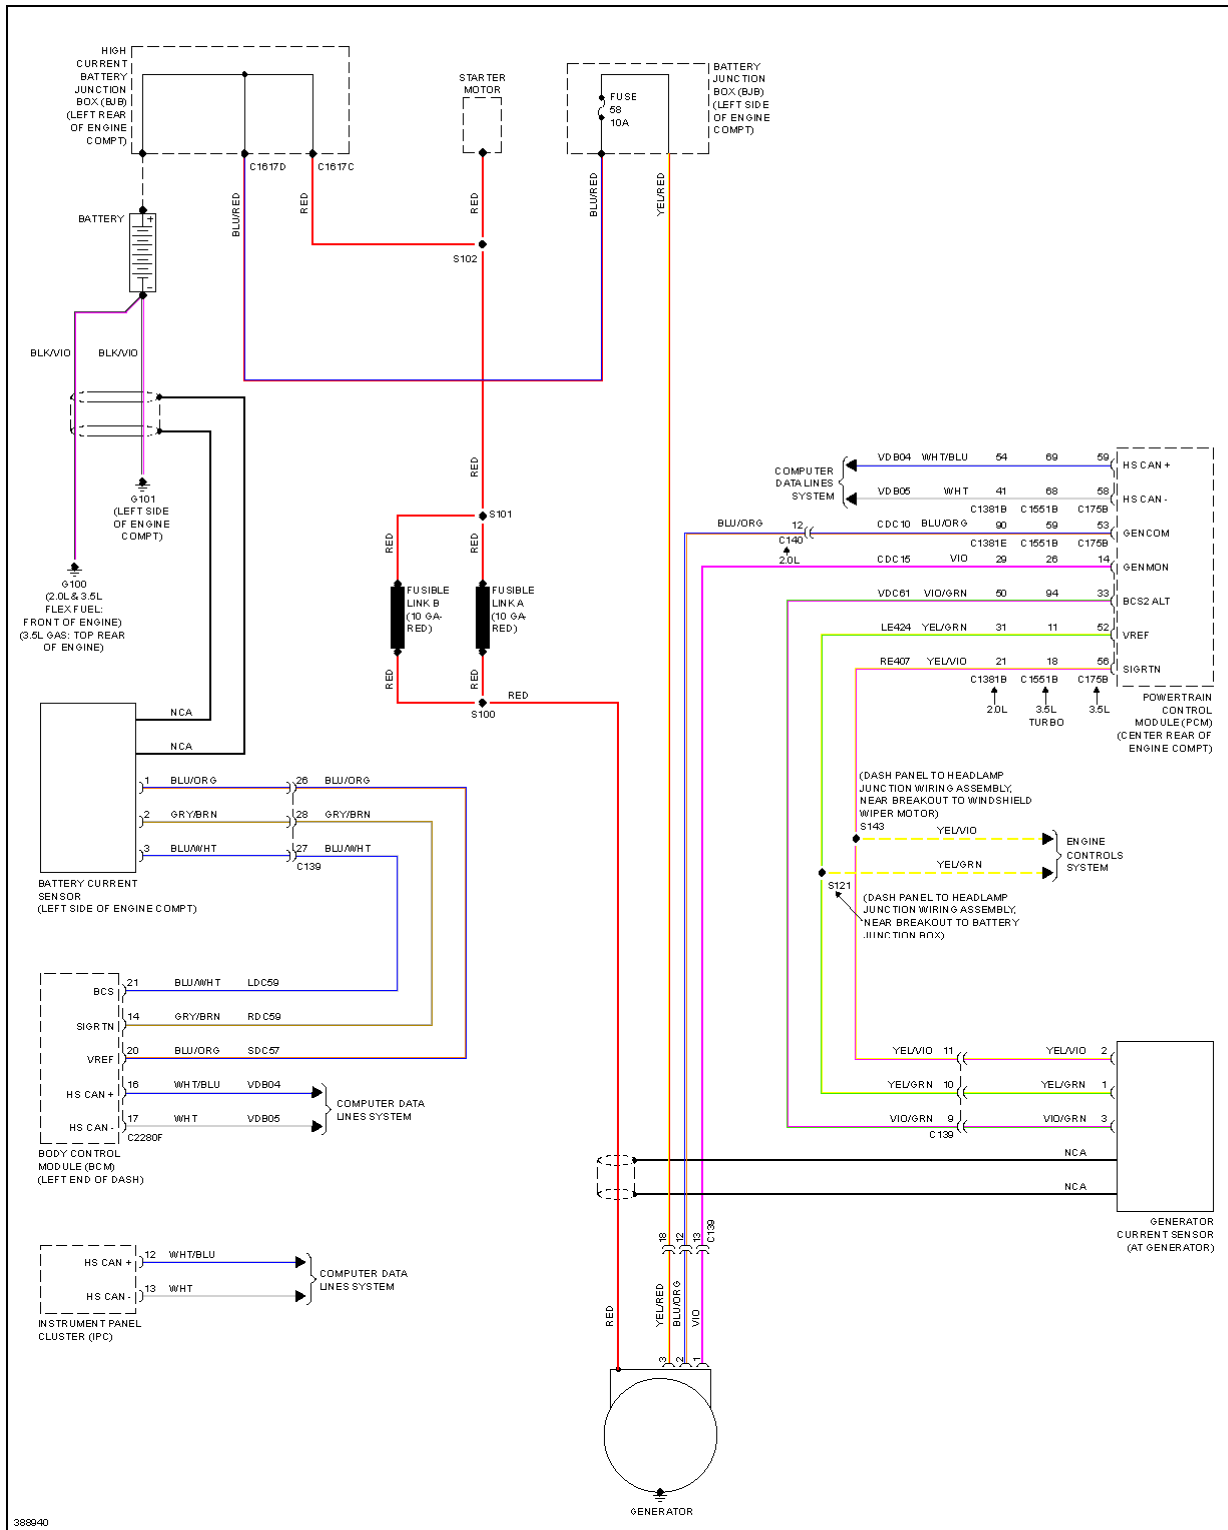 HIGH
CURRENT
BATTERY
JUNCTION
BOX (BJB)
(LEFT REAR
OF ENGINE
COMPT)
C1617D
C1617C
STARTER
MOTOR
FUSE
58
10A
BATTERY
JUNCTION
BOX (BJB)
(LEFT SIDE
OF ENGINE
COMPT)
BLU/RED
RED
RED
BLU/RED
YEL/RED
BATTERY
+
-
S102
BLK/VIO
BLK/VIO
G101
(LEFT SIDE
OF ENGINE
COMPT)
G100
(2.0L & 3.5L
FLEX FUEL:
FRONT OF ENGINE)
(3.5L GAS: TOP REAR
OF ENGINE)
RED
S101
RED
RED
FUSIBLE
LINK B
(10 GA-
RED)
FUSIBLE
LINK A
(10 GA-
RED)
RED
RED
RED
S100
COMPUTER
DATA LINES
SYSTEM
VDB04 WHT/BLU 54 69 59 HS CAN +
VDB05 WHT 41 68 58 HS CAN -
C1381B C1551B C175B
BLU/ORG 12 CDC10 BLU/ORG 90 59 53 GENCOM
C140 C1381E C1551B C175B
2.0L
CDC15 VIO 29 26 14 GENMON
VDC61 VIO/GRN 50 94 33 BCS2 ALT
LE424 YEL/GRN 31 11 52 VREF
RE407 YEL/VIO 21 18 56 SIGRTN
C1381B C1551B C175B
2.0L 3.5L 3.5L
TURBO
POWERTRAIN
CONTROL
MODULE (PCM)
(CENTER REAR OF
ENGINE COMPT)
NCA
NCA
1 BLU/ORG 26 BLU/ORG
2 GRY/BRN 28 GRY/BRN
3 BLU/WHT 27 BLU/WHT
C139
BATTERY CURRENT
SENSOR
(LEFT SIDE OF ENGINE COMPT)
(DASH PANEL TO HEADLAMP
JUNCTION WIRING ASSEMBLY,
NEAR BREAKOUT TO WINDSHIELD
WIPER MOTOR)
S143
YEL/VIO
YEL/GRN
ENGINE
CONTROLS
SYSTEM
S121
(DASH PANEL TO HEADLAMP
JUNCTION WIRING ASSEMBLY,
NEAR BREAKOUT TO BATTERY
JUNCTION BOX)
BCS 21 BLU/WHT LDC59
SIGRTN 14 GRY/BRN RDC59
VREF 20 BLU/ORG SDC57
HS CAN + 16 WHT/BLU VDB04
HS CAN - 17 WHT VDB05
C2280F
COMPUTER DATA
LINES SYSTEM
BODY CONTROL
MODULE (BCM)
(LEFT END OF DASH)
YEL/VIO 11 YEL/VIO 2
YEL/GRN 10 YEL/GRN 1
VIO/GRN 9 VIO/GRN 3
C139
NCA
NCA
GENERATOR
CURRENT SENSOR
(AT GENERATOR)
HS CAN + 12 WHT/BLU
HS CAN - 13 WHT
COMPUTER DATA
LINES SYSTEM
INSTRUMENT PANEL
CLUSTER (IPC)
18 12 13 C139
RED
YEL/RED
BLU/ORG
VIO
3 2 1
GENERATOR
388940